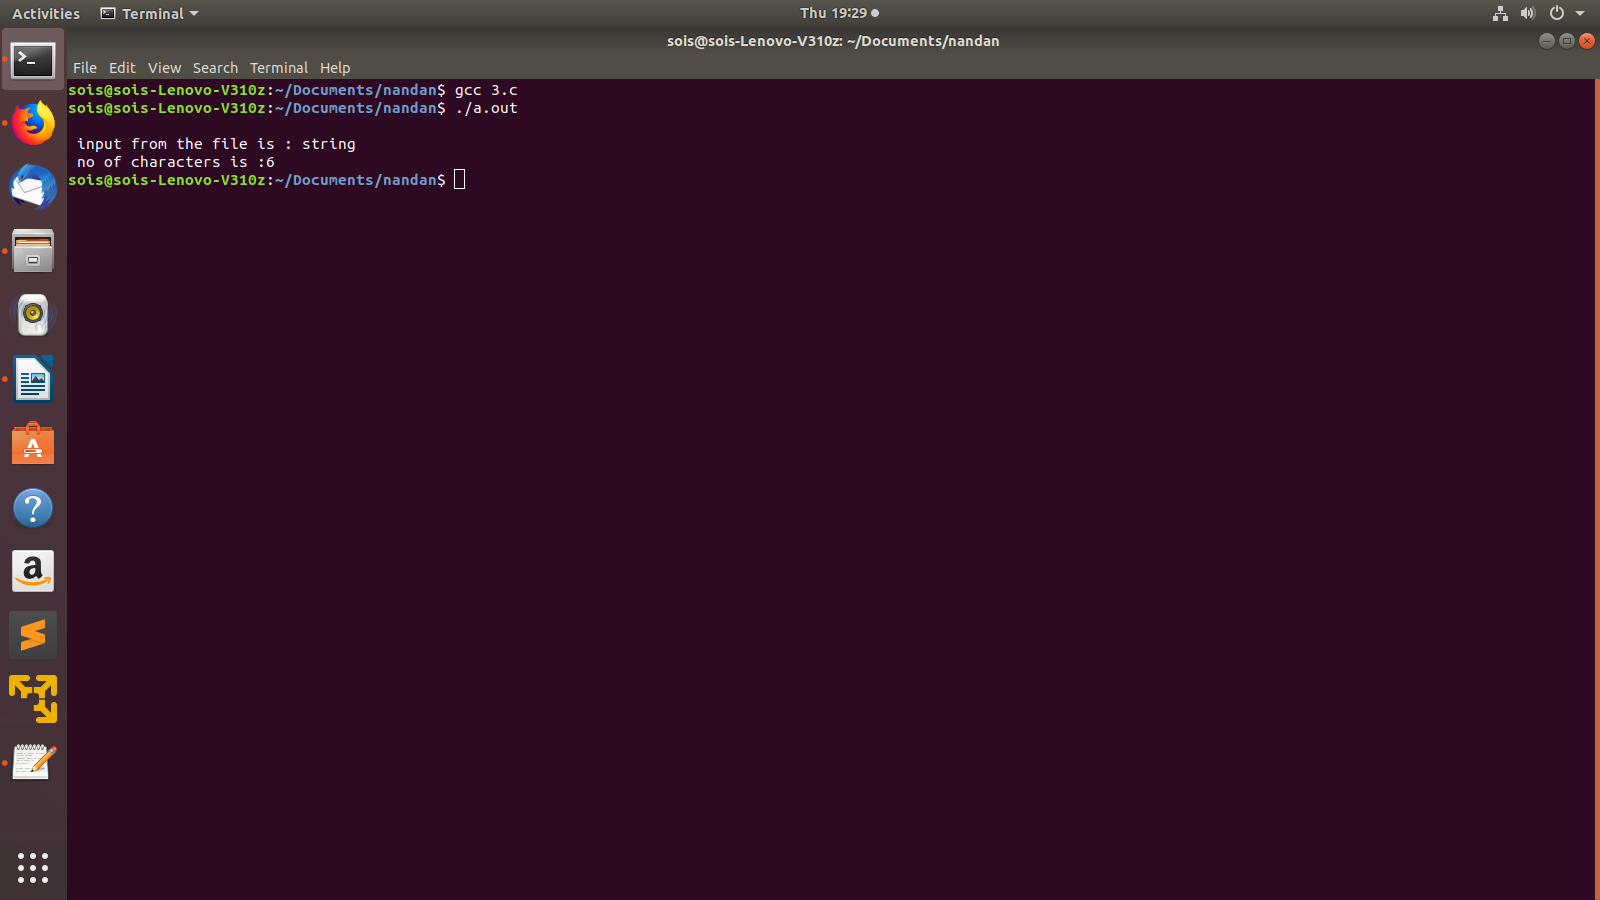 Activities Terminal Thu 19:29
sois@sois-Lenovo-V310z: ~/Documents/nandan
File Edit View Search Terminal Help
sois@sois-Lenovo-V310z:~/Documents/nandan$ gcc 3.c
sois@sois-Lenovo-V310z:~/Documents/nandan$ ./a.out
input from the file is : string
no of characters is :6
sois@sois-Lenovo-V310z:~/Documents/nandan$